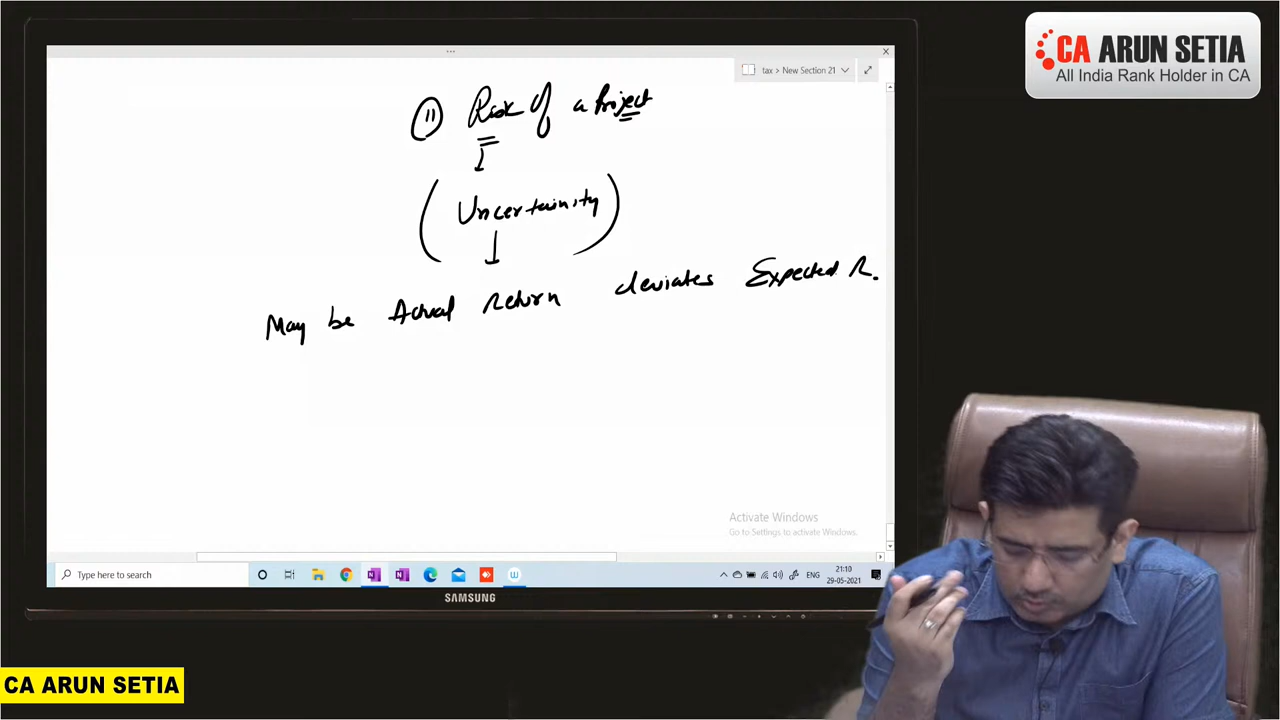 CA ARUN SETIA
All India Rank Holder in CA
tax > New Section 21
(11) Risk of a Project
(Uncertainity)
May be Actual Return deviates Expected R.
Activate Windows
Go to Settings to activate Windows.
Type here to search
ENG
21:10
29-05-2021
SAMSUNG
CA ARUN SETIA